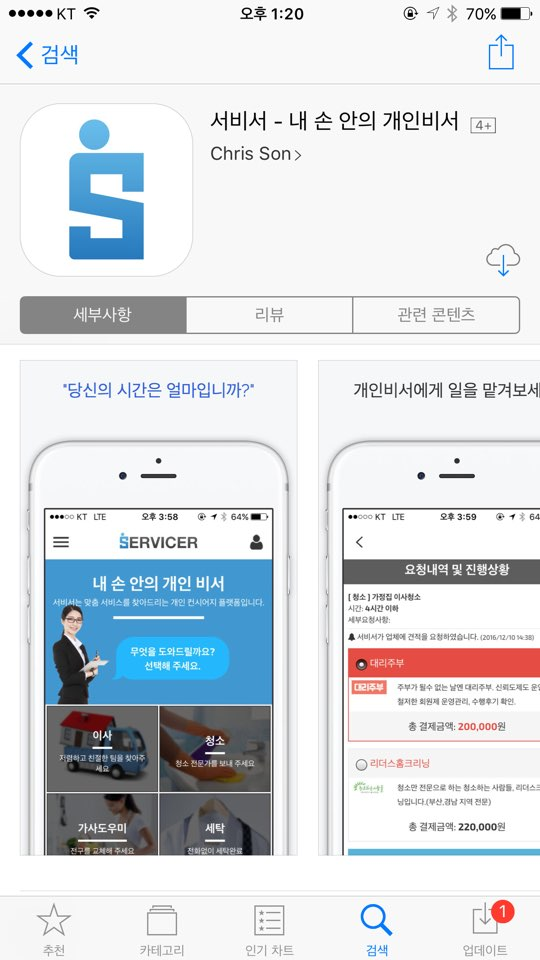 KT 오후 1:20 70%
검색
서비서 - 내 손 안의 개인비서 4+
Chris Son
세부사항 리뷰 관련 콘텐츠
"당신의 시간은 얼마입니까?"
KT LTE 오후 3:58 64%
SERVICER
내 손 안의 개인 비서
서비서는 맞춤 서비스를 찾아드리는 개인 컨시어지 플랫폼입니다.
무엇을 도와드릴까요?
선택해 주세요.
이사
저렴하고 친절한 팀을 찾아주
세요
청소
청소 전문가를 보내 주세요
가사도우미
전구를 교체해 주세요
세탁
전화없이 세탁완료
개인비서에게 일을 맡겨보세
KT LTE 오후 3:59 64
요청내역 및 진행상황
[ 청소 ] 가정집 이사청소
시간: 4시간 이하
세부요청사항:
서비서가 업체에 견적을 요청하였습니다. (2016/12/10 14:38)
대리주부
대리주부
주부가 될수 없는 날엔 대리주부. 신뢰도제도 운영
철저한 회원제 운영관리, 수행후기 확인.
총 결제금액: 200,000원
리더스홈크리닝
청소만 전문으로 하는 청소하는 사람들, 리더스크
닝입니다.(부산,경남 지역 전문)
총 결제금액: 220,000원
추천 카테고리 인기 차트 검색 업데이트 1